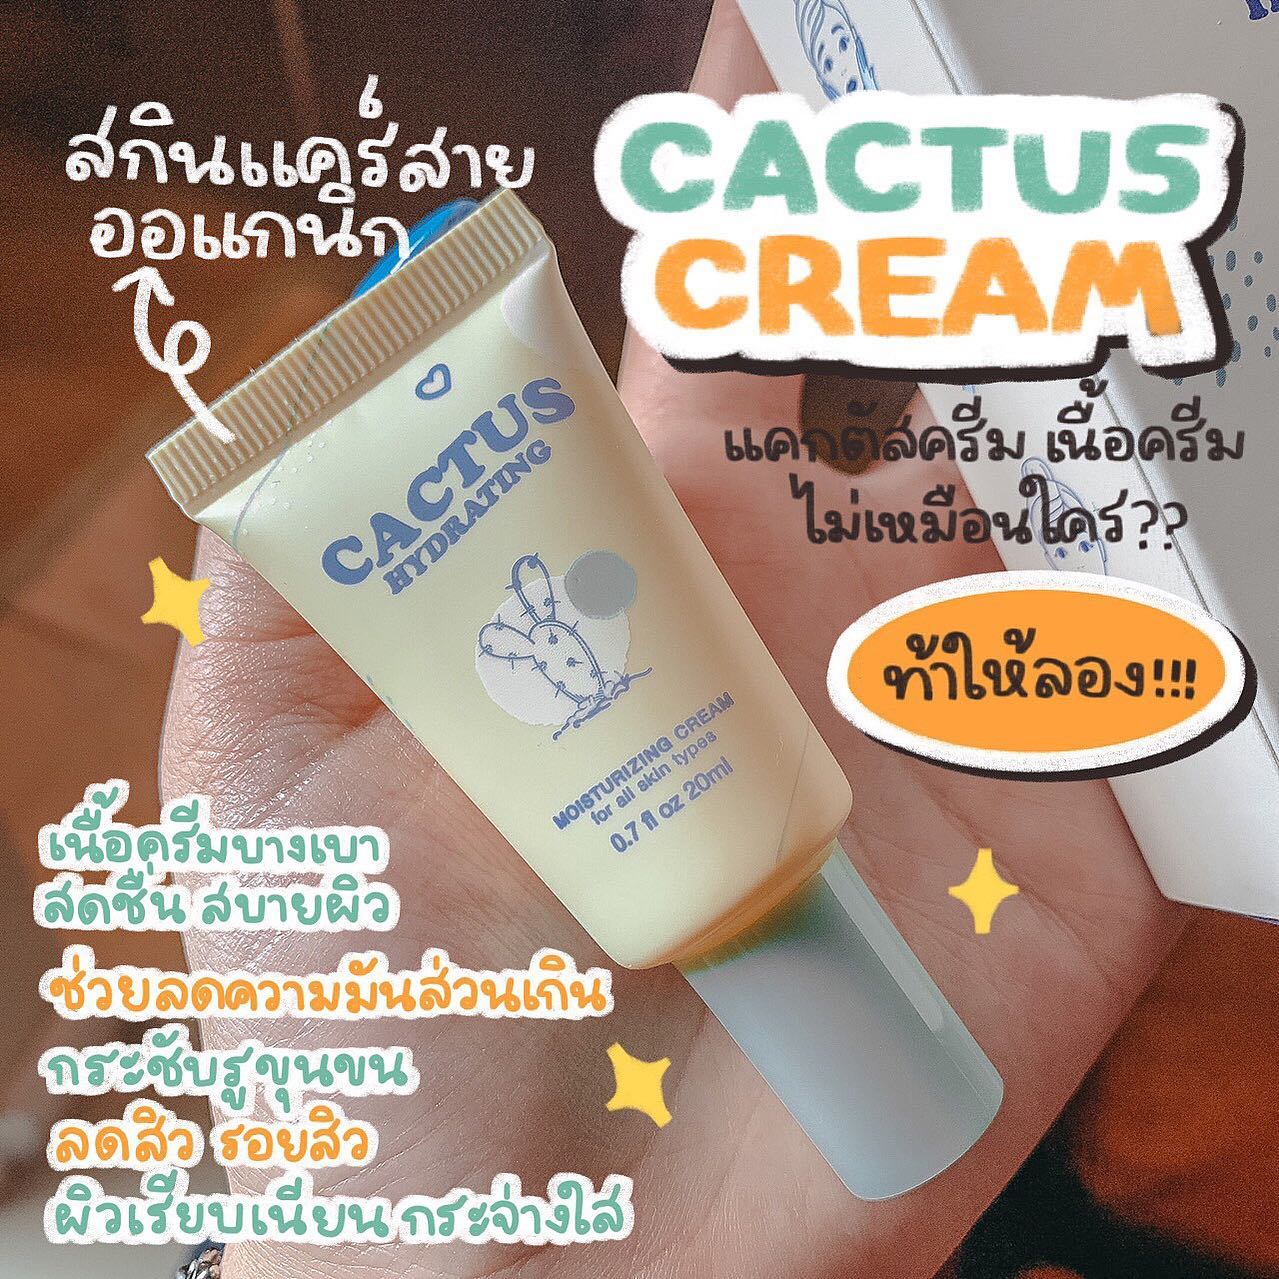 สกินแคร์สาย
ออแกนิก
CACTUS
CREAM
แคกตัสครีม เนื้อครีม
ไม่เหมือนใคร??
ท้าให้ลอง!!!
CACTUS
HYDRATING
MOISTURIZING CREAM
for all skin types
0.7 fl oz 20ml
เนื้อครีมบางเบา
สดชื่น สบายผิว
ช่วยลดความมันส่วนเกิน
กระชับรูขุมขน
ลดสิว รอยสิว
ผิวเรียบเนียน กระจ่างใส